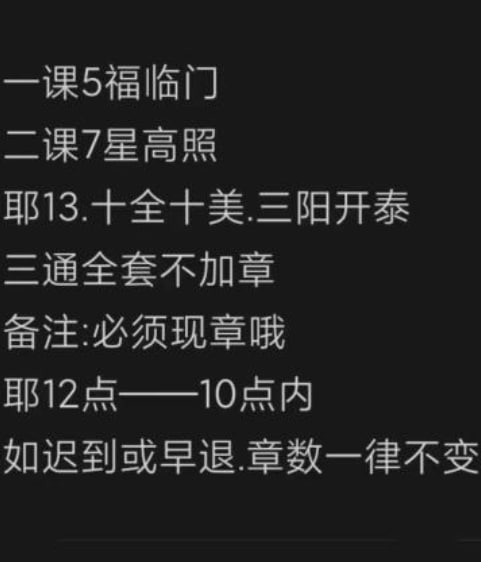 一课5福临门
二课7星高照
耶13.十全十美.三阳开泰
三通全套不加章
备注:必须现章哦
耶12点——10点内
如迟到或早退.章数一律不变